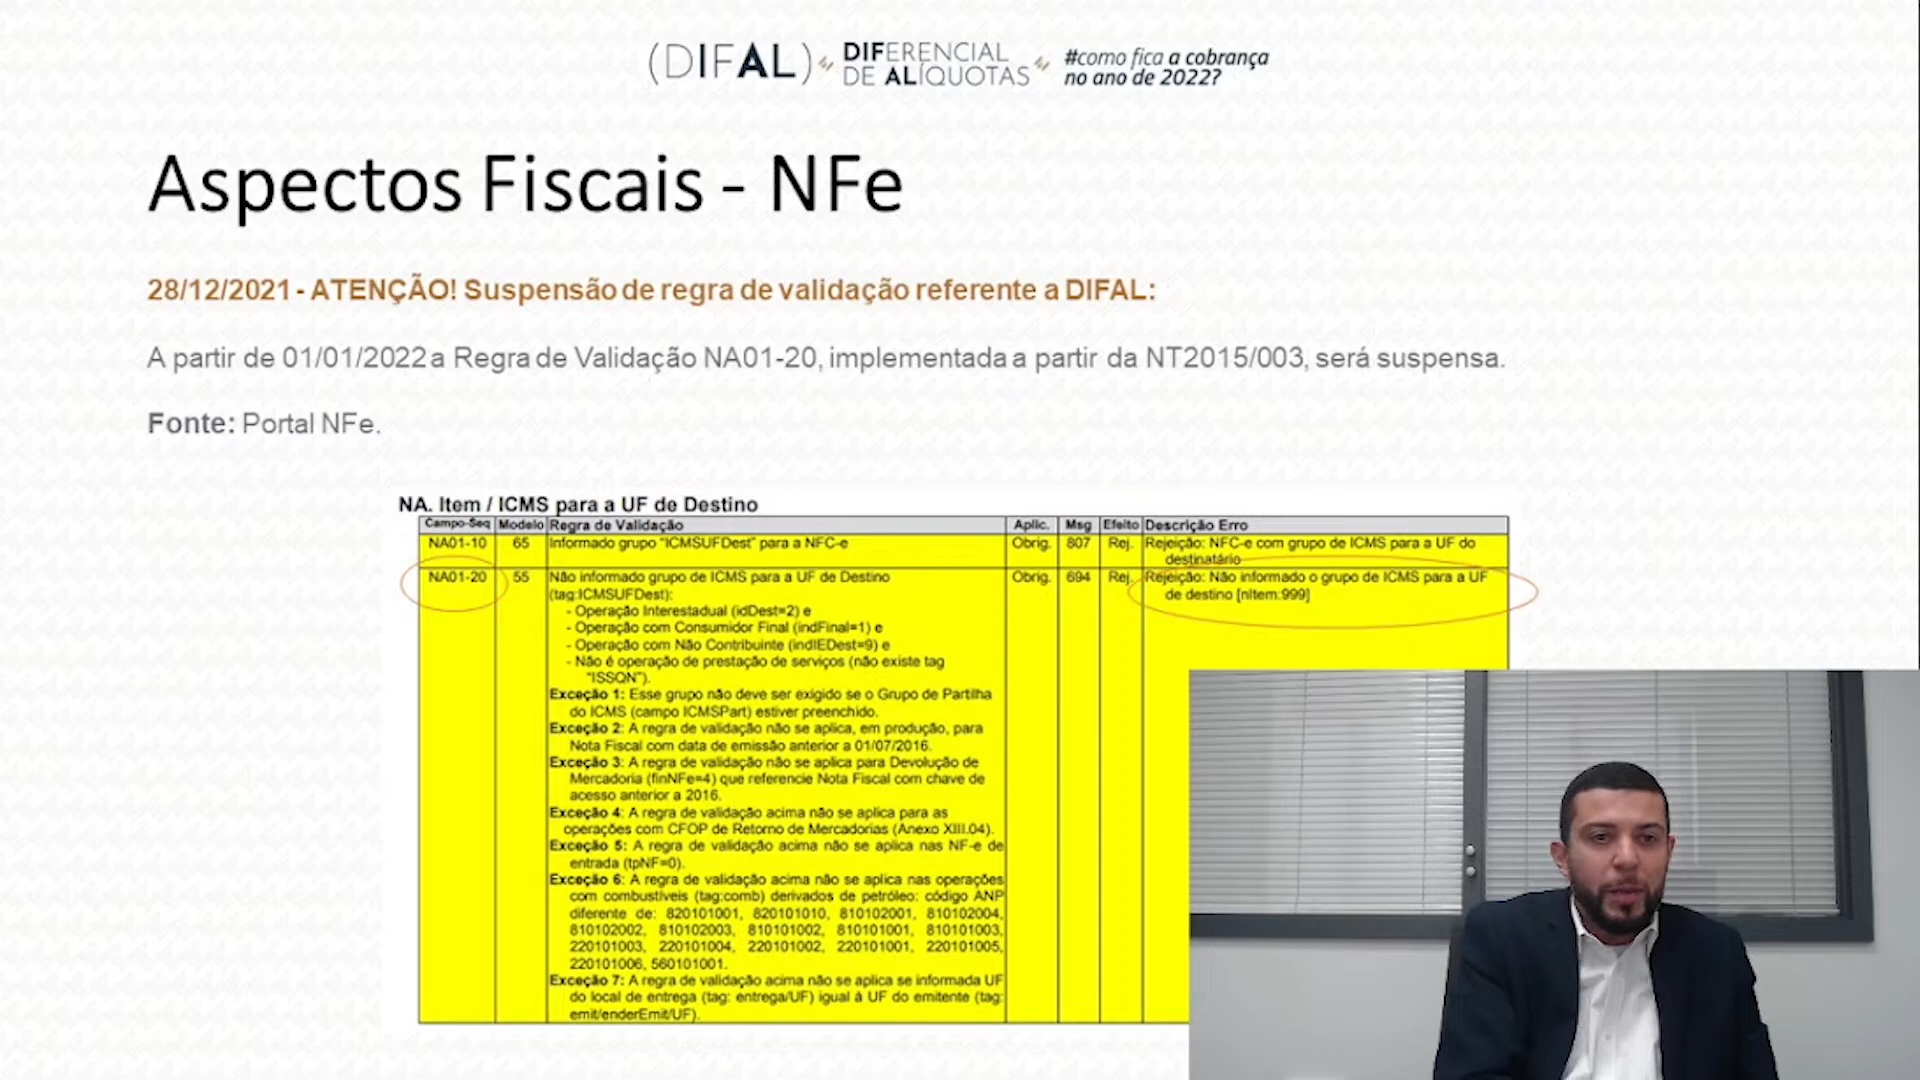 (DIFAL) DIFERENCIAL DE ALÍQUOTAS #como fica a cobrança no ano de 2022?
Aspectos Fiscais - NFe
28/12/2021 - ATENÇÃO! Suspensão de regra de validação referente a DIFAL:
A partir de 01/01/2022 a Regra de Validação NA01-20, implementada a partir da NT2015/003, será suspensa.
Fonte: Portal NFe.
NA. Item / ICMS para a UF de Destino
Campo-Seq Modelo Regra de Validação Aplic. Msg Efeito Descrição Erro
NA01-10 65 Informado grupo "ICMSUFDest" para a NFC-e Obrig. 807 Rej. Rejeição: NFC-e com grupo de ICMS para a UF do
destinatário
NA01-20 55 Não informado grupo de ICMS para a UF de Destino Obrig. 694 Rej. Rejeição: Não informado o grupo de ICMS para a UF
(tag:ICMSUFDest): de destino [nItem:999]
- Operação Interestadual (idDest=2) e
- Operação com Consumidor Final (indFinal=1) e
- Operação com Não Contribuinte (indIEDest=9) e
- Não é operação de prestação de serviços (não existe tag
"ISSQN").
Exceção 1: Esse grupo não deve ser exigido se o Grupo de Partilha
do ICMS (campo ICMSPart) estiver preenchido.
Exceção 2: A regra de validação não se aplica, em produção, para
Nota Fiscal com data de emissão anterior a 01/07/2016.
Exceção 3: A regra de validação não se aplica para Devolução de
Mercadoria (finNFe=4) que referencie Nota Fiscal com chave de
acesso anterior a 2016.
Exceção 4: A regra de validação acima não se aplica para as
operações com CFOP de Retorno de Mercadorias (Anexo XIII.04).
Exceção 5: A regra de validação acima não se aplica nas NF-e de
entrada (tpNF=0).
Exceção 6: A regra de validação acima não se aplica nas operações
com combustíveis (tag:comb) derivados de petróleo: código ANP
diferente de: 820101001, 820101010, 810102001, 810102004,
810102002, 810102003, 810101002, 810101001, 810101003,
220101003, 220101004, 220101002, 220101001, 220101005,
220101006, 560101001.
Exceção 7: A regra de validação acima não se aplica se informada UF
do local de entrega (tag: entrega/UF) igual à UF do emitente (tag:
emit/enderEmit/UF).